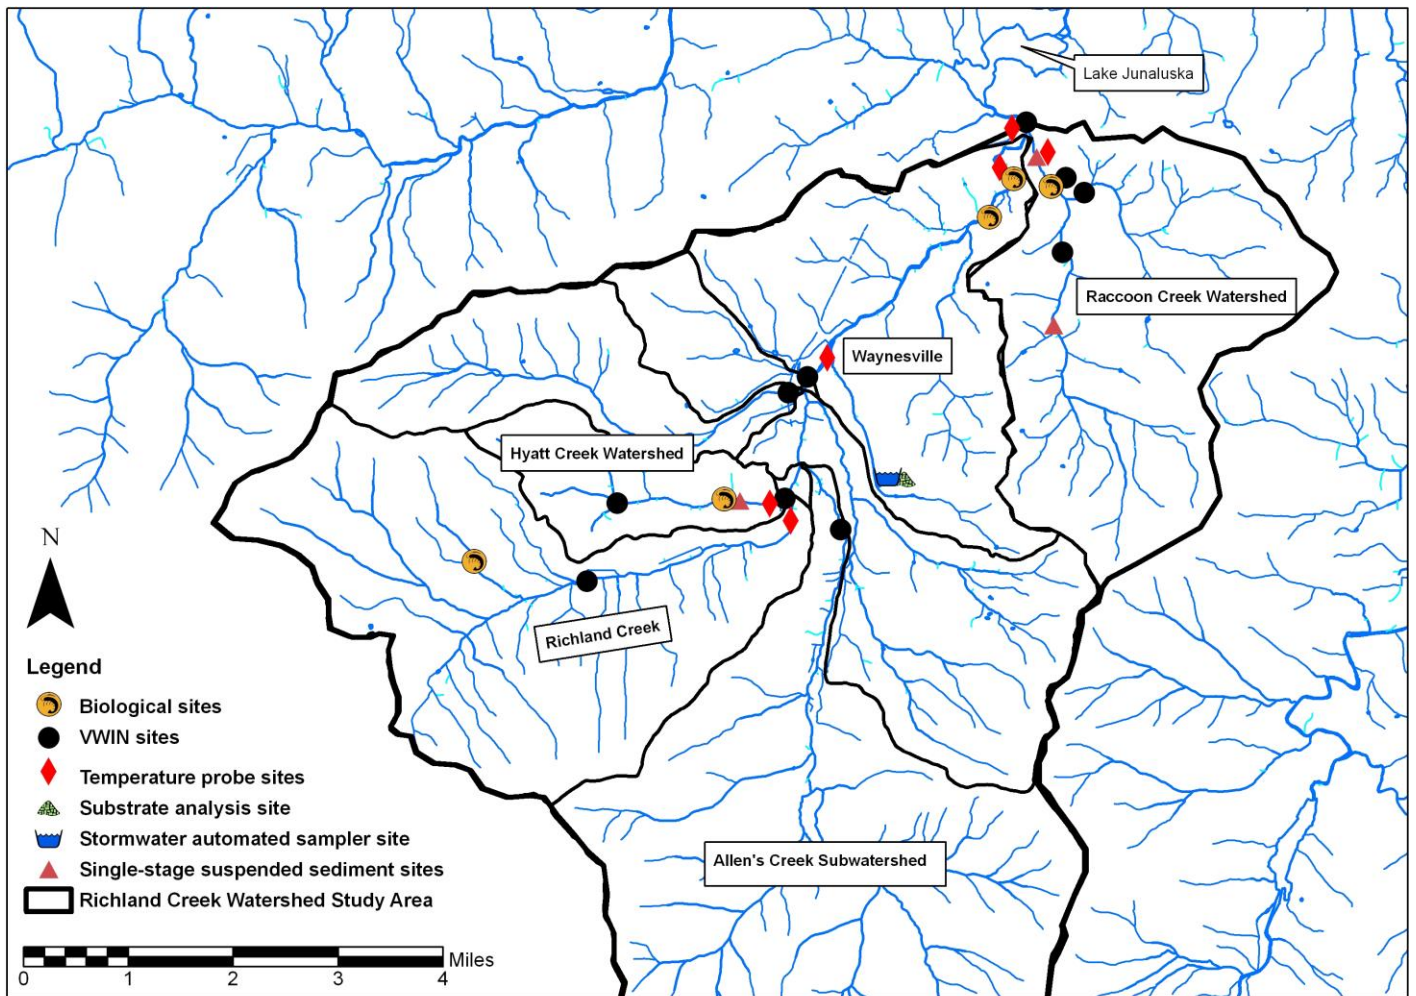 Lake Junaluska
Raccoon Creek Watershed
Waynesville
Hyatt Creek Watershed
Richland Creek
Allen's Creek Subwatershed
N
Legend
Biological sites
VWIN sites
Temperature probe sites
Substrate analysis site
Stormwater automated sampler site
Single-stage suspended sediment sites
Richland Creek Watershed Study Area
Miles
0 1 2 3 4